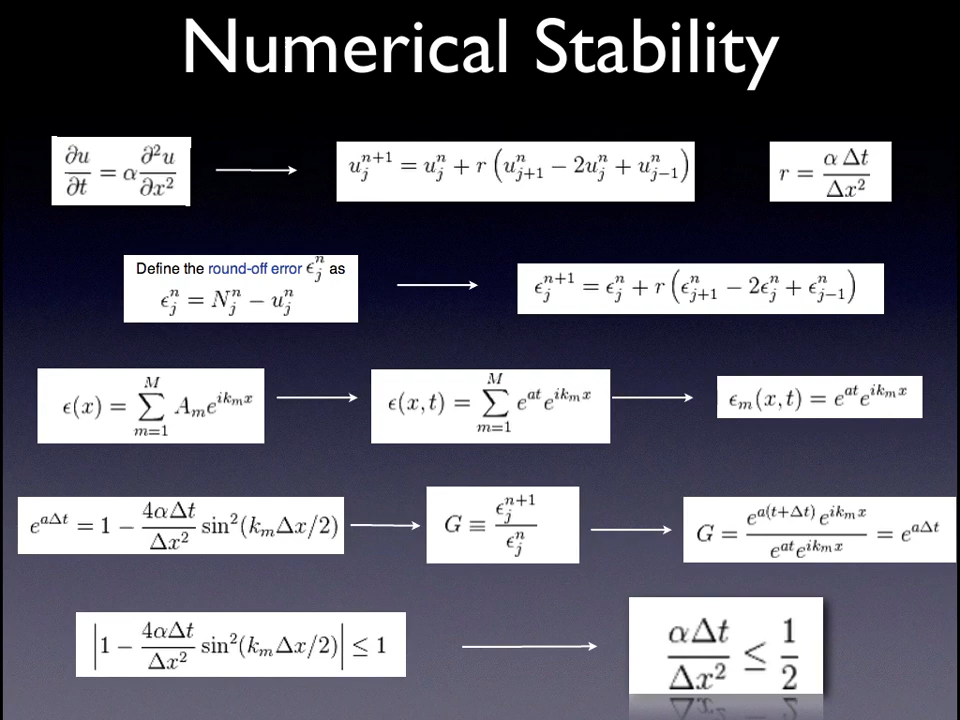 Numerical Stability
∂u/∂t = α ∂²u/∂x²
u_j^{n+1} = u_j^n + r (u_{j+1}^n − 2u_j^n + u_{j−1}^n)
r = α Δt / Δx²
Define the round-off error ϵ_j^n as
ϵ_j^n = N_j^n − u_j^n
ϵ_j^{n+1} = ϵ_j^n + r (ϵ_{j+1}^n − 2ϵ_j^n + ϵ_{j−1}^n)
ϵ(x) = ∑_{m=1}^{M} A_m e^{ik_m x}
ϵ(x, t) = ∑_{m=1}^{M} e^{at} e^{ik_m x}
ϵ_m(x, t) = e^{at} e^{ik_m x}
e^{aΔt} = 1 − (4αΔt/Δx²) sin²(k_m Δx/2)
G ≡ ϵ_j^{n+1} / ϵ_j^n
G = e^{a(t+Δt)} e^{ik_m x} / e^{at} e^{ik_m x} = e^{aΔt}
|1 − (4αΔt/Δx²) sin²(k_m Δx/2)| ≤ 1
αΔt/Δx² ≤ 1/2